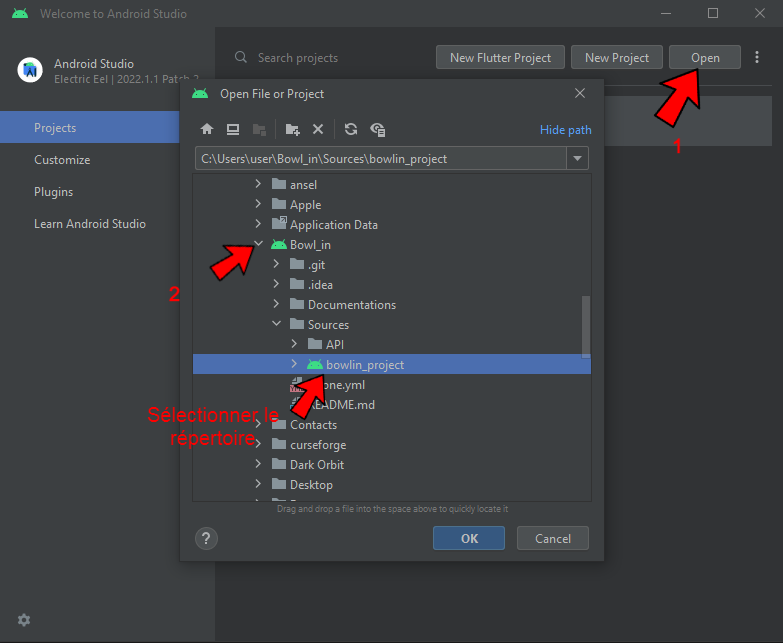 Welcome to Android Studio
Android Studio
Electric Eel | 2022.1.1 Patch 2
Search projects
New Flutter Project
New Project
Open
1
Projects
Customize
Plugins
Learn Android Studio
Open File or Project
Hide path
C:\Users\user\Bowl_in\Sources\bowlin_project
ansel
Apple
Application Data
Bowl_in
.git
.idea
2
Documentations
Sources
API
bowlin_project
one.yml
README.md
Sélectionner le
répertoire
Contacts
curseforge
Dark Orbit
Desktop
Drag and drop a file into the space above to quickly locate it
?
OK
Cancel